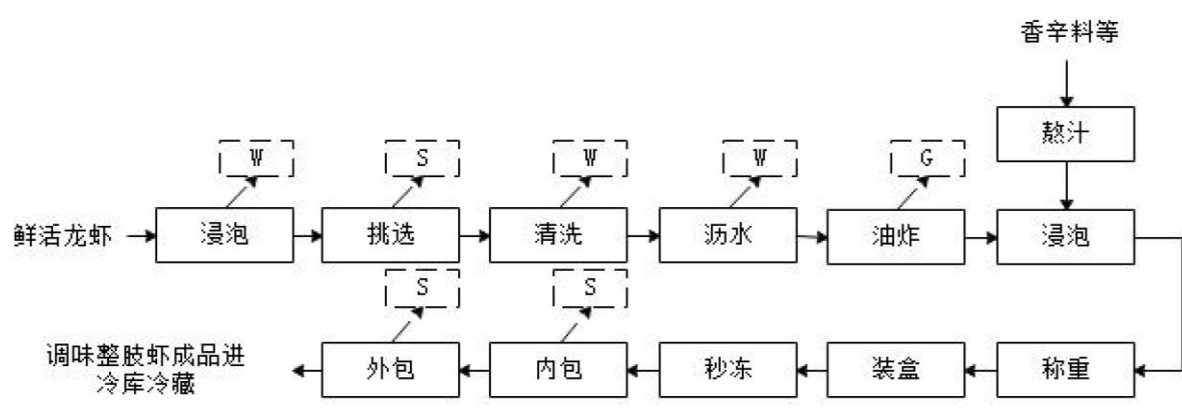 香辛料等
熬汁
W
S
W
W
G
鲜活龙虾
浸泡
挑选
清洗
沥水
油炸
浸泡
S
S
调味整肢虾成品进
冷库冷藏
外包
内包
秒冻
装盒
称重